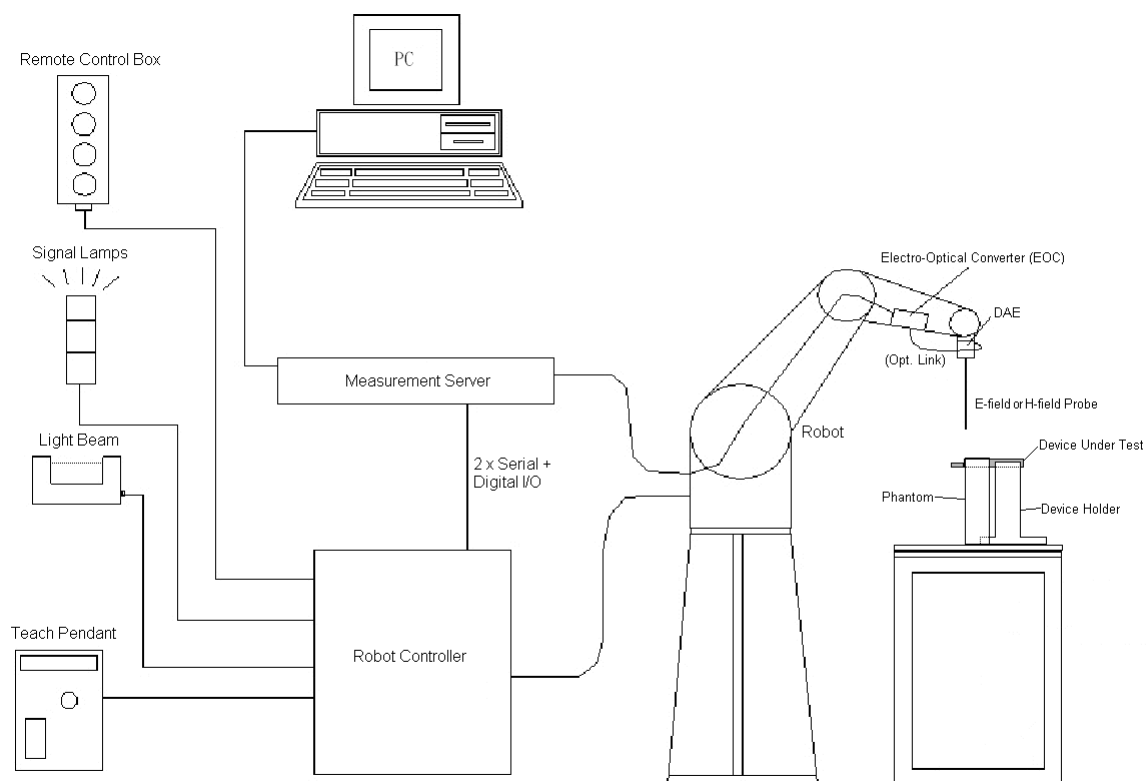 Remote Control Box
PC
Signal Lamps
Electro-Optical Converter (EOC)
DAE
(Opt. Link)
Measurement Server
E-field or H-field Probe
Robot
Light Beam
2 x Serial +
Digital I/O
Device Under Test
Phantom
Device Holder
Teach Pendant
Robot Controller